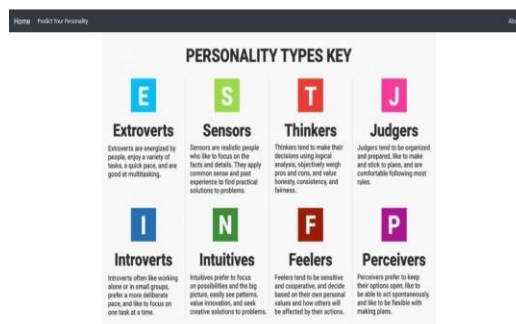 Home Predict Your Personality
PERSONALITY TYPES KEY
E
S
T
J
Extroverts
Extroverts are energized by
people, enjoy a variety of
tasks, a quick pace, and are
good at multitasking.
Sensors
Sensors are realistic people
who like to focus on the
facts and details. They apply
common sense and past
experience to find practical
solutions to problems.
Thinkers
Thinkers tend to make their
decisions using logical
analysis, objectively weigh
pros and cons, and value
honesty, consistency, and
fairness.
Judgers
Judgers tend to be organized
and prepared, like to make
and stick to plans, and are
comfortable following most
rules.
I
N
F
P
Introverts
Introverts often like working
alone or in small groups,
prefer a more deliberate
pace, and like to focus on
one task at a time.
Intuitives
Intuitives prefer to focus
on possibilities and the big
picture, easily see patterns,
value innovation, and seek
creative solutions to problems.
Feelers
Feelers tend to be sensitive
and cooperative, and decide
based on their own personal
values and how others will
be affected by their actions.
Perceivers
Perceivers prefer to keep
their options open, like to
be able to act spontaneously,
and like to be flexible with
making plans.